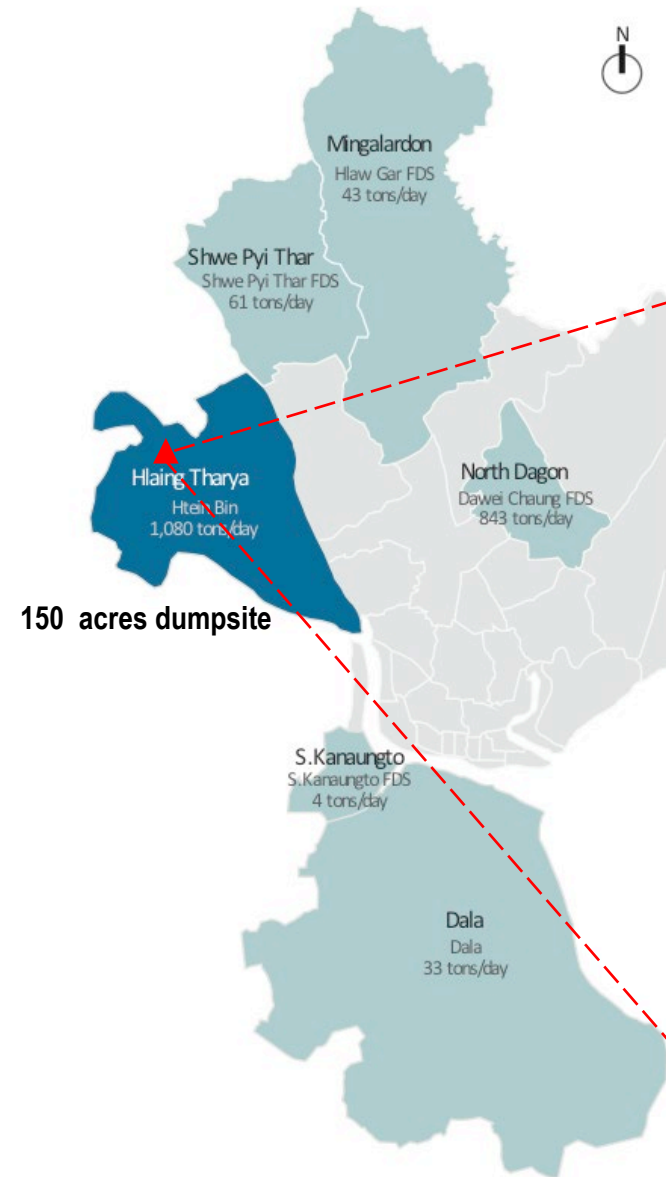 N
Mingalardon
Hlaw Gar FDS
43 tons/day
Shwe Pyi Thar
Shwe Pyi Thar FDS
61 tons/day
Hlaing Tharya
Htein Bin
1,080 tons/day
North Dagon
Dawei Chaung FDS
843 tons/day
150 acres dumpsite
S.Kanaungto
S.Kanaungto FDS
4 tons/day
Dala
Dala
33 tons/day